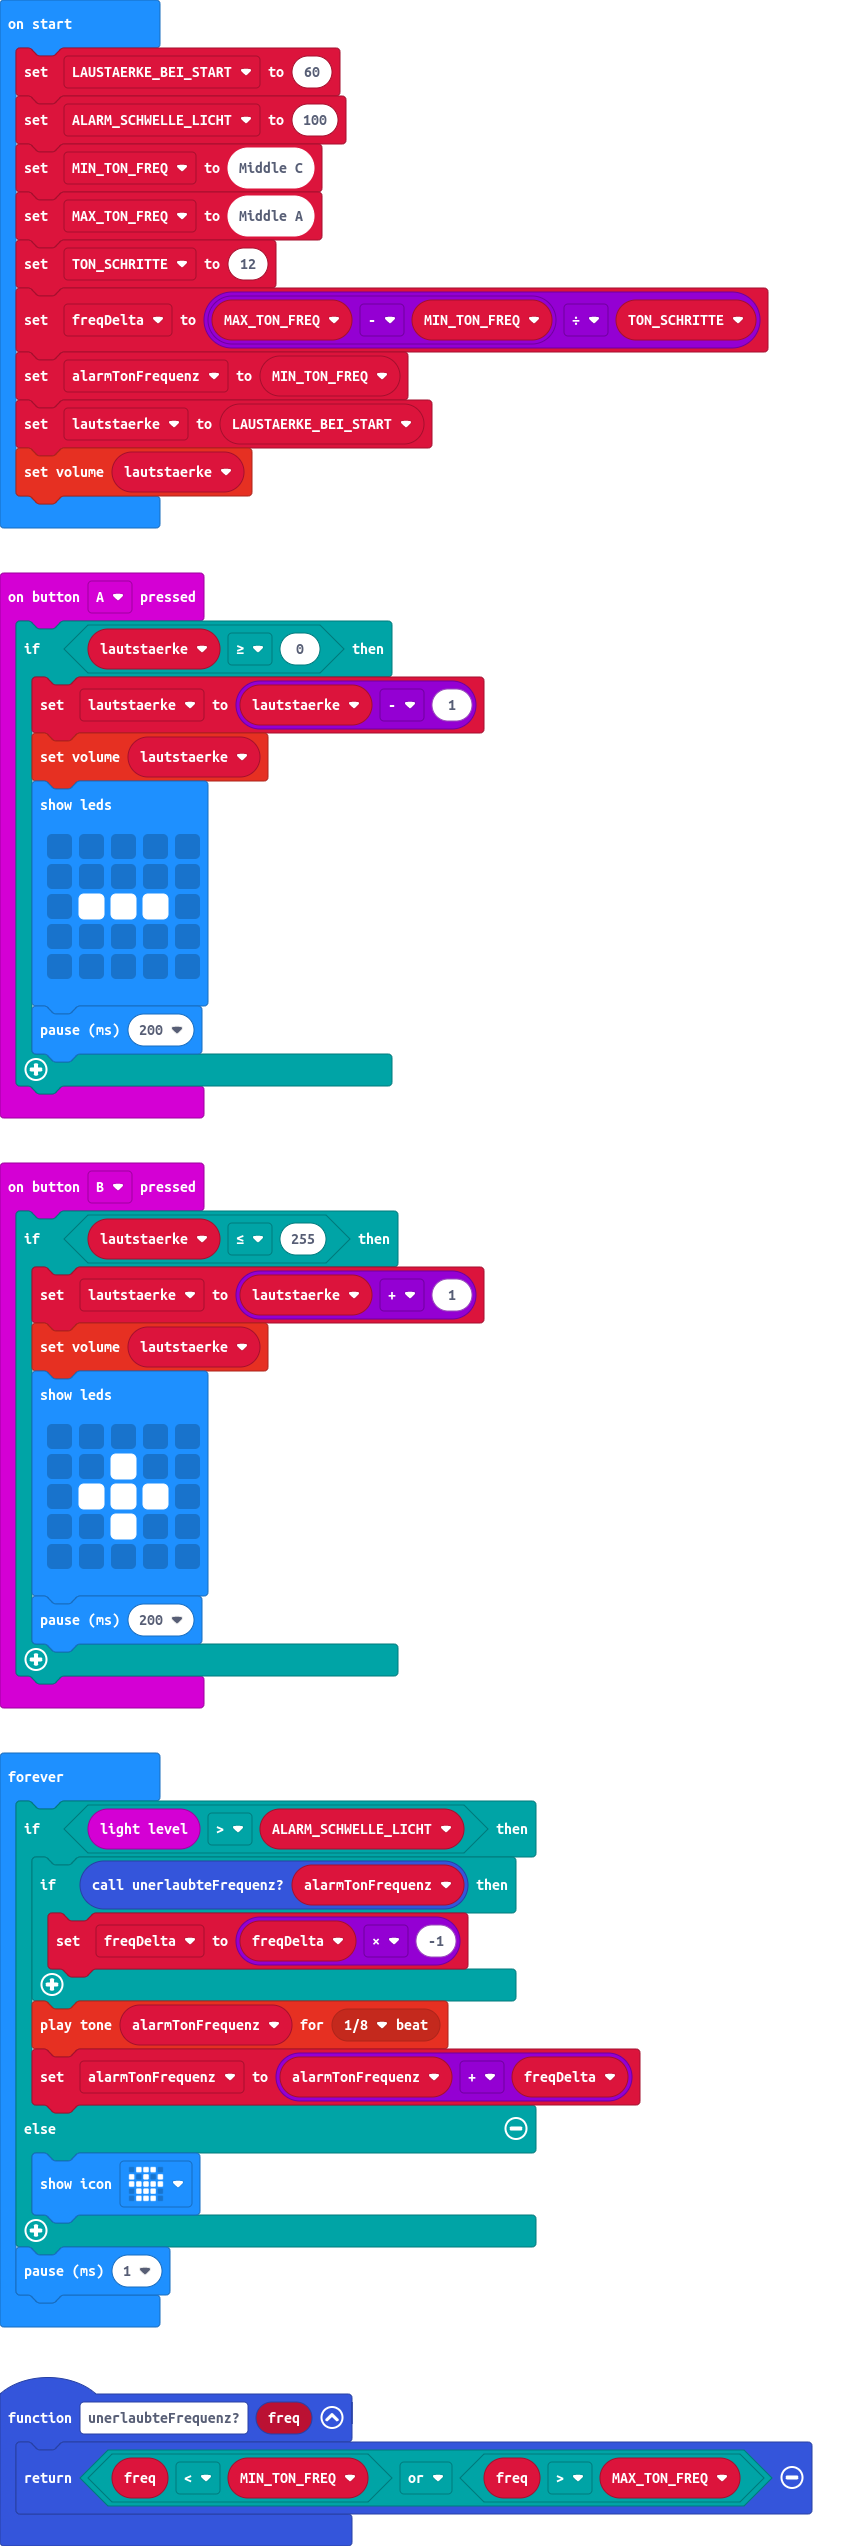 on start
set LAUSTAERKE_BEI_START to 60
set ALARM_SCHWELLE_LICHT to 100
set MIN_TON_FREQ to Middle C
set MAX_TON_FREQ to Middle A
set TON_SCHRITTE to 12
set freqDelta to MAX_TON_FREQ - MIN_TON_FREQ ÷ TON_SCHRITTE
set alarmTonFrequenz to MIN_TON_FREQ
set lautstaerke to LAUSTAERKE_BEI_START
set volume lautstaerke
on button A pressed
if lautstaerke ≥ 0 then
set lautstaerke to lautstaerke - 1
set volume lautstaerke
show leds
pause (ms) 200
on button B pressed
if lautstaerke ≤ 255 then
set lautstaerke to lautstaerke + 1
set volume lautstaerke
show leds
pause (ms) 200
forever
if light level > ALARM_SCHWELLE_LICHT then
if call unerlaubteFrequenz? alarmTonFrequenz then
set freqDelta to freqDelta × -1
play tone alarmTonFrequenz for 1/8 beat
set alarmTonFrequenz to alarmTonFrequenz + freqDelta
else
show icon
pause (ms) 1
function unerlaubteFrequenz? freq
return freq < MIN_TON_FREQ or freq > MAX_TON_FREQ